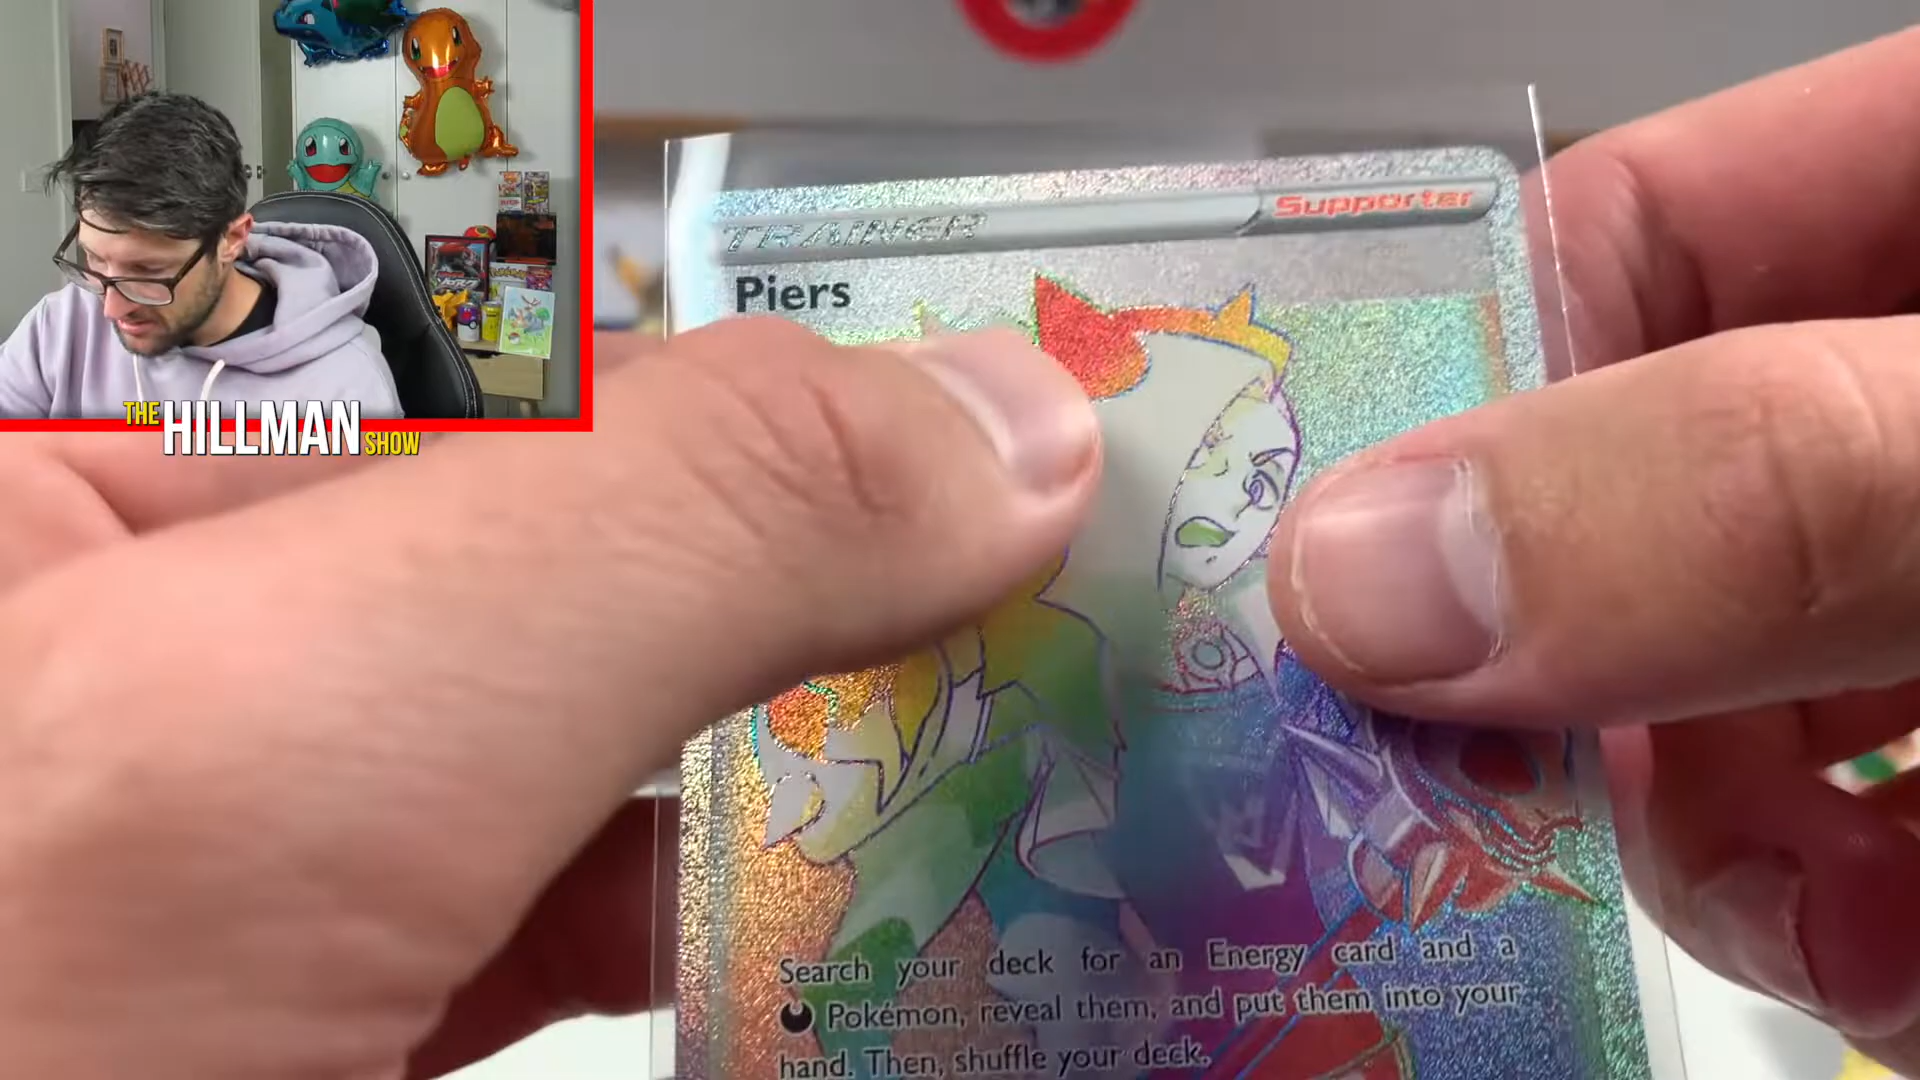 THE
HILLMAN
SHOW
TRAINER
Supporter
Piers
Search your deck for an Energy card and a
Pokémon, reveal them, and put them into your
hand. Then, shuffle your deck.